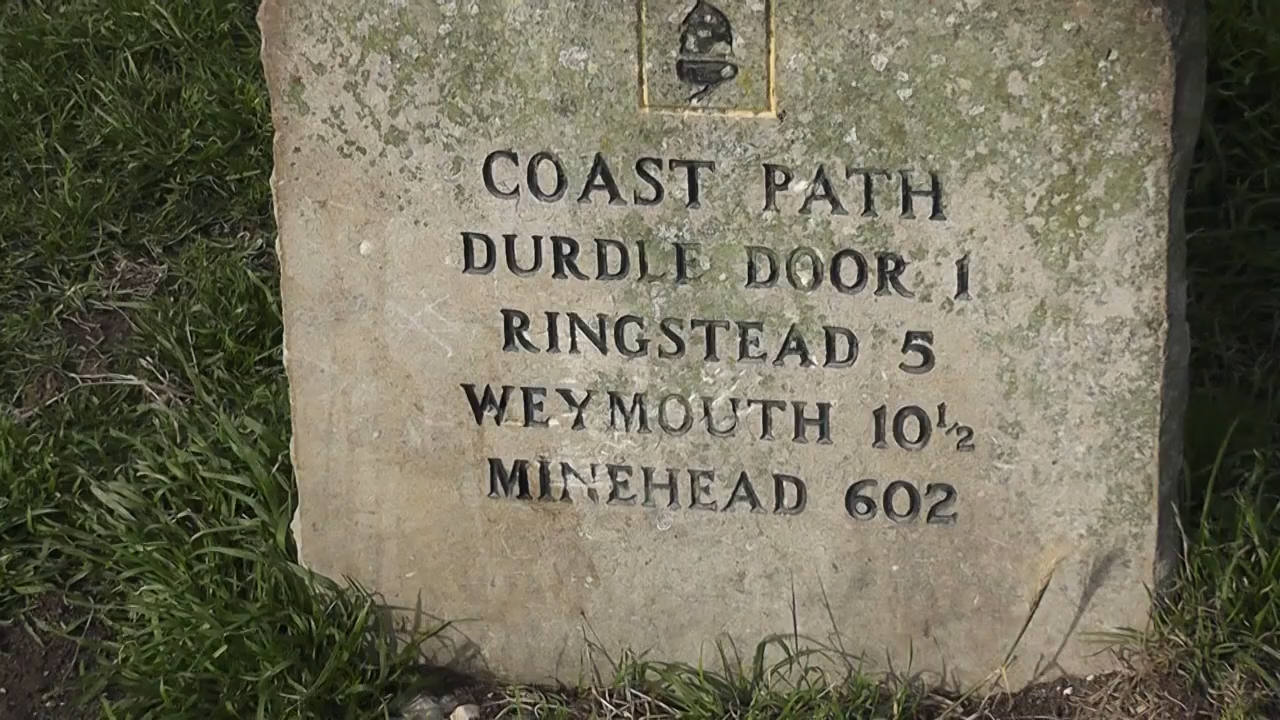 COAST PATH
DURDLE DOOR 1
RINGSTEAD 5
WEYMOUTH 10½
MINEHEAD 602